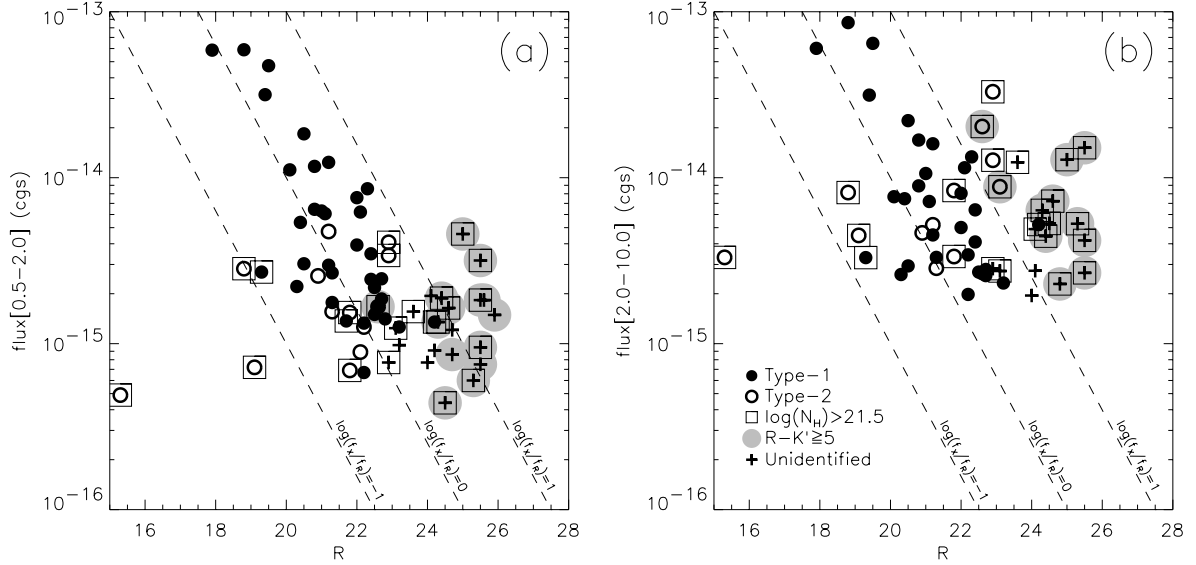 (a)
10⁻¹³
10⁻¹⁴
10⁻¹⁵
10⁻¹⁶
flux[0.5−2.0] (cgs)
log(f_X/f_R)=-1
log(f_X/f_R)=0
log(f_X/f_R)=1
16 18 20 22 24 26 28
R
(b)
10⁻¹³
10⁻¹⁴
10⁻¹⁵
10⁻¹⁶
flux[2.0−10.0] (cgs)
Type−1
Type−2
log(N_H)>21.5
R−K'≧5
Unidentified
log(f_X/f_R)=-1
log(f_X/f_R)=0
log(f_X/f_R)=1
16 18 20 22 24 26 28
R